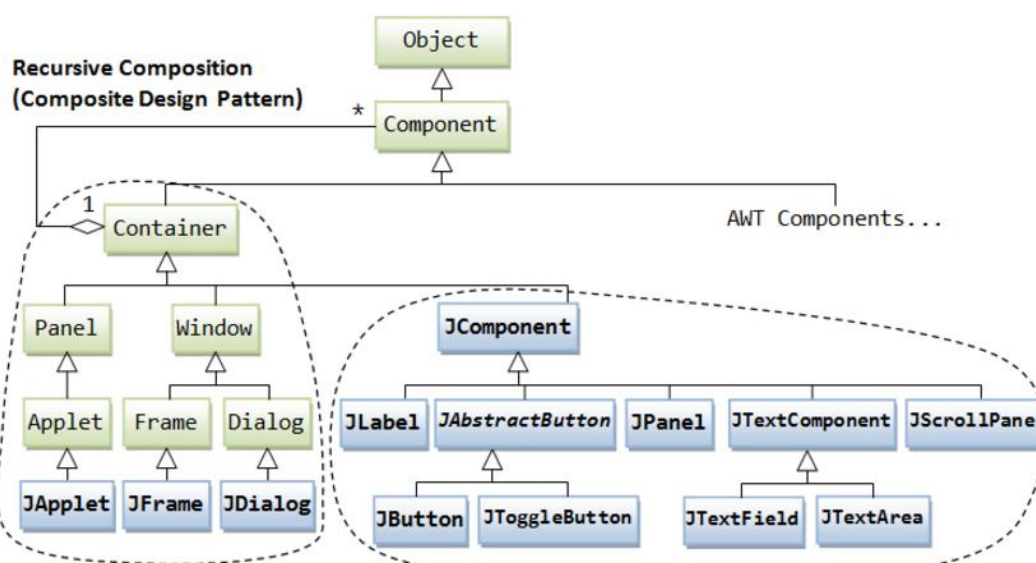 Object
Recursive Composition
(Composite Design Pattern)
*
Component
1
Container
AWT Components...
Panel
Window
JComponent
Applet
Frame
Dialog
JLabel
JAbstractButton
JPanel
JTextComponent
JScrollPane
JApplet
JFrame
JDialog
JButton
JToggleButton
JTextField
JTextArea